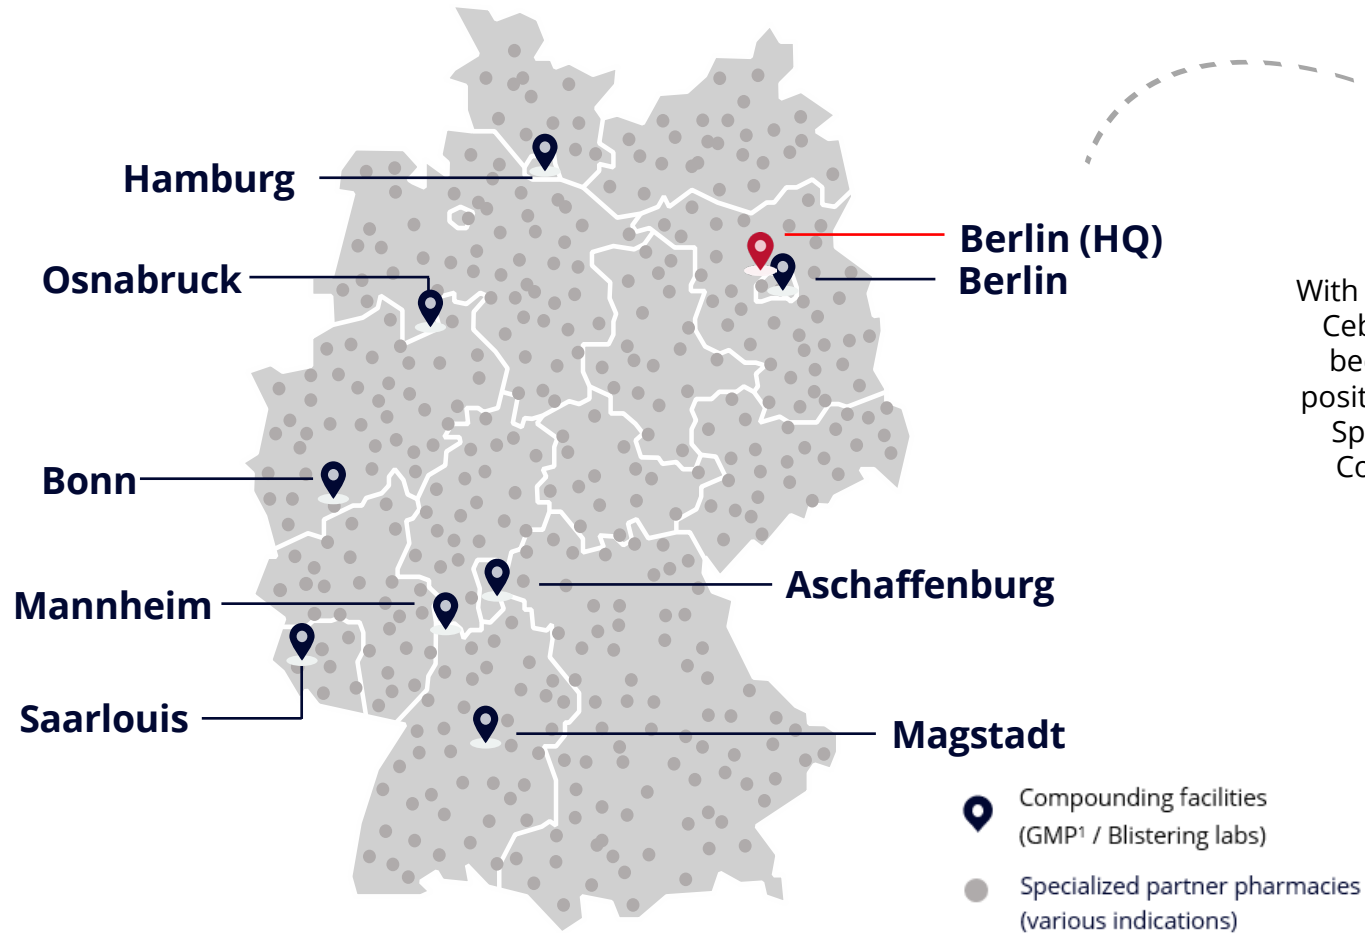 Hamburg
Osnabruck
Bonn
Mannheim
Saarlouis
Berlin (HQ)
Berlin
Aschaffenburg
Magstadt
With
Compounding facilities
(GMP¹ / Blistering labs)
Specialized partner pharmacies
(various indications)